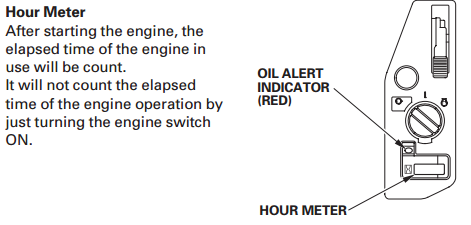 Hour Meter
After starting the engine, the
elapsed time of the engine in
use will be count.
It will not count the elapsed
time of the engine operation by
just turning the engine switch
ON.
OIL ALERT
INDICATOR
(RED)
HOUR METER